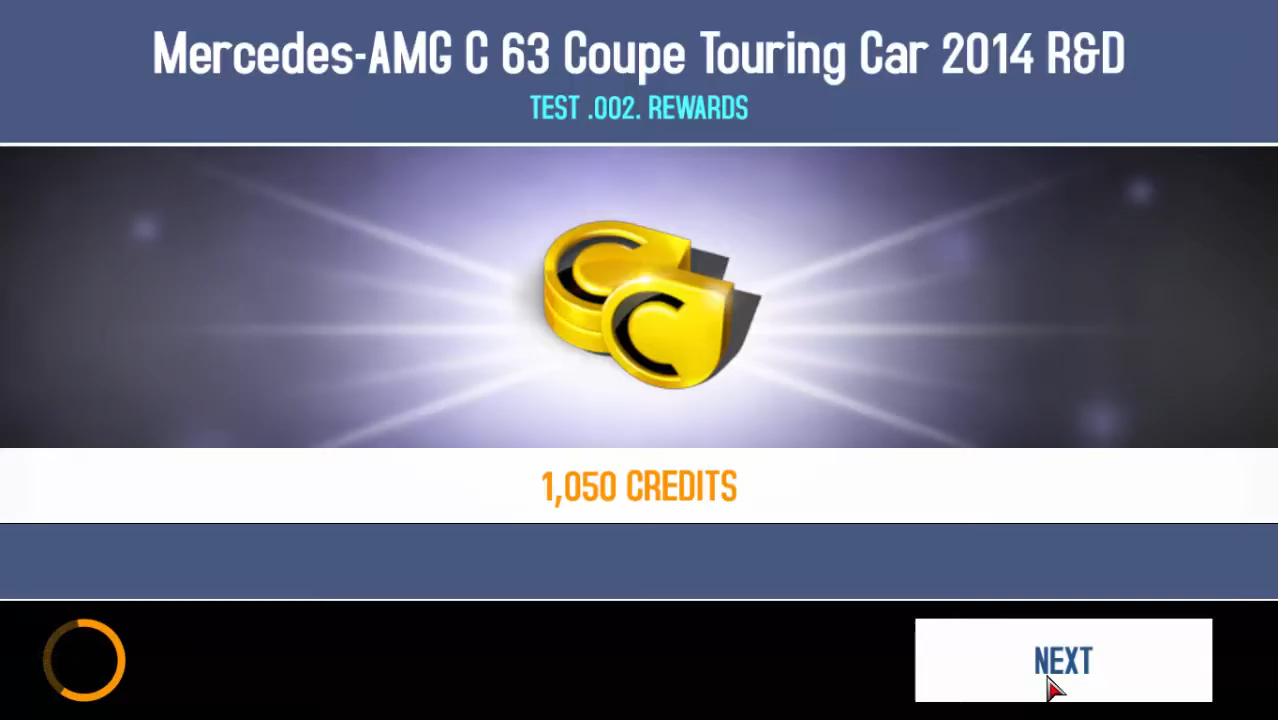 Mercedes-AMG C 63 Coupe Touring Car 2014 R&D
TEST .002. REWARDS
C
C
1,050 CREDITS
NEXT